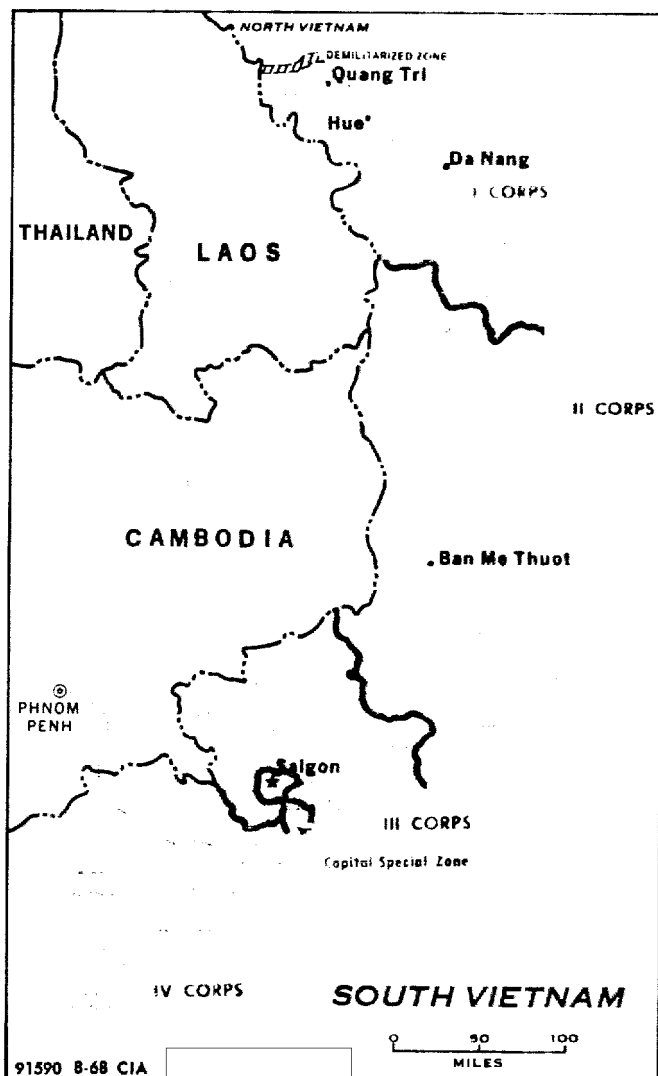 NORTH VIETNAM
DEMILITARIZED ZONE
Quang Tri
Hue
Da Nang
I CORPS
THAILAND
LAOS
II CORPS
CAMBODIA
Ban Me Thuot
PHNOM
PENH
Saigon
III CORPS
Capital Special Zone
IV CORPS
SOUTH VIETNAM
0 50 100
MILES
91590 8-68 CIA